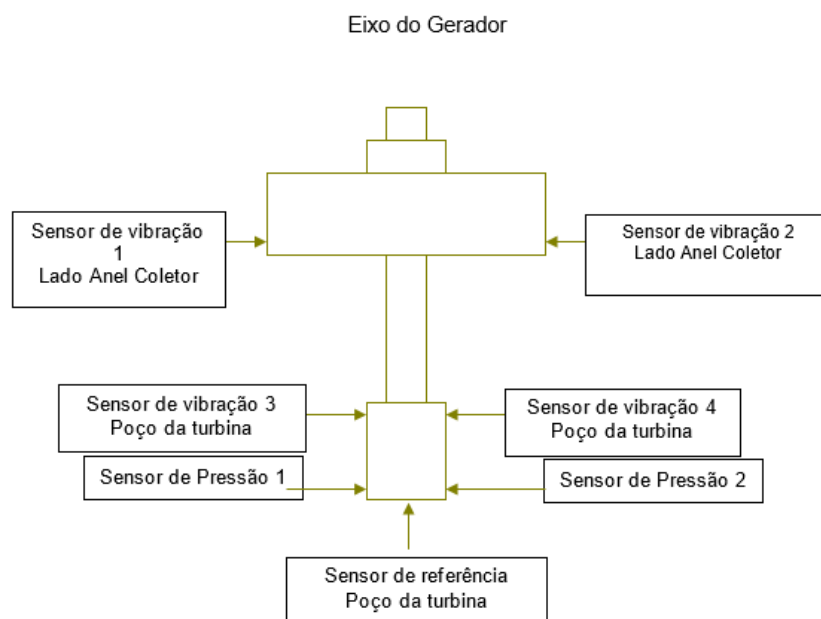 Eixo do Gerador
Sensor de vibração
1
Lado Anel Coletor
Sensor de vibração 2
Lado Anel Coletor
Sensor de vibração 3
Poço da turbina
Sensor de vibração 4
Poço da turbina
Sensor de Pressão 1
Sensor de Pressão 2
Sensor de referência
Poço da turbina